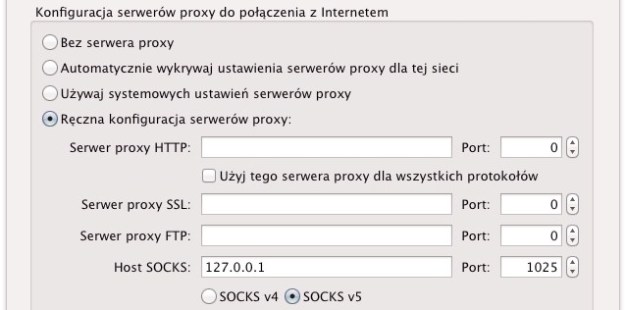 Konfiguracja serwerów proxy do połączenia z Internetem
Bez serwera proxy
Automatycznie wykrywaj ustawienia serwerów proxy dla tej sieci
Używaj systemowych ustawień serwerów proxy
Ręczna konfiguracja serwerów proxy:
Serwer proxy HTTP: Port: 0
Użyj tego serwera proxy dla wszystkich protokołów
Serwer proxy SSL: Port: 0
Serwer proxy FTP: Port: 0
Host SOCKS: 127.0.0.1 Port: 1025
SOCKS v4 SOCKS v5